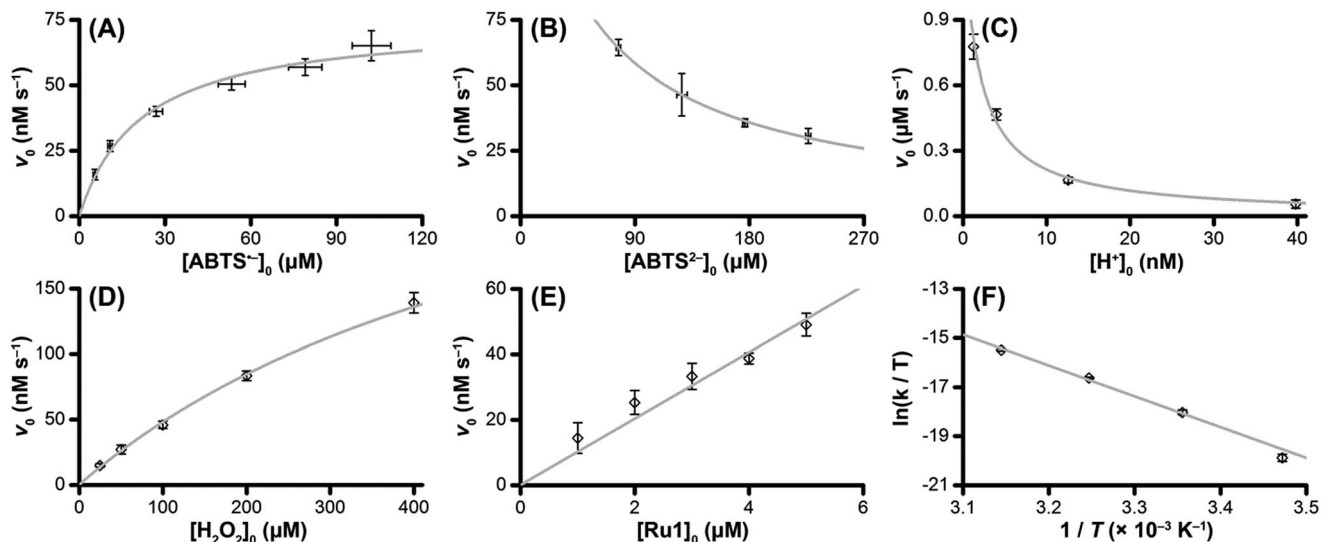 (A)
75
50
25
0
v₀ (nM s⁻¹)
0 30 60 90 120
[ABTS•⁻]₀ (μM)
(B)
75
50
25
0
v₀ (nM s⁻¹)
0 90 180 270
[ABTS²⁻]₀ (μM)
(C)
0.9
0.6
0.3
0.0
v₀ (μM s⁻¹)
0 10 20 30 40
[H⁺]₀ (nM)
(D)
150
100
50
0
v₀ (nM s⁻¹)
0 100 200 300 400
[H₂O₂]₀ (μM)
(E)
60
40
20
0
v₀ (nM s⁻¹)
0 2 4 6
[Ru1]₀ (μM)
(F)
-13
-15
-17
-19
-21
ln(k / T)
3.1 3.2 3.3 3.4 3.5
1 / T (× 10⁻³ K⁻¹)